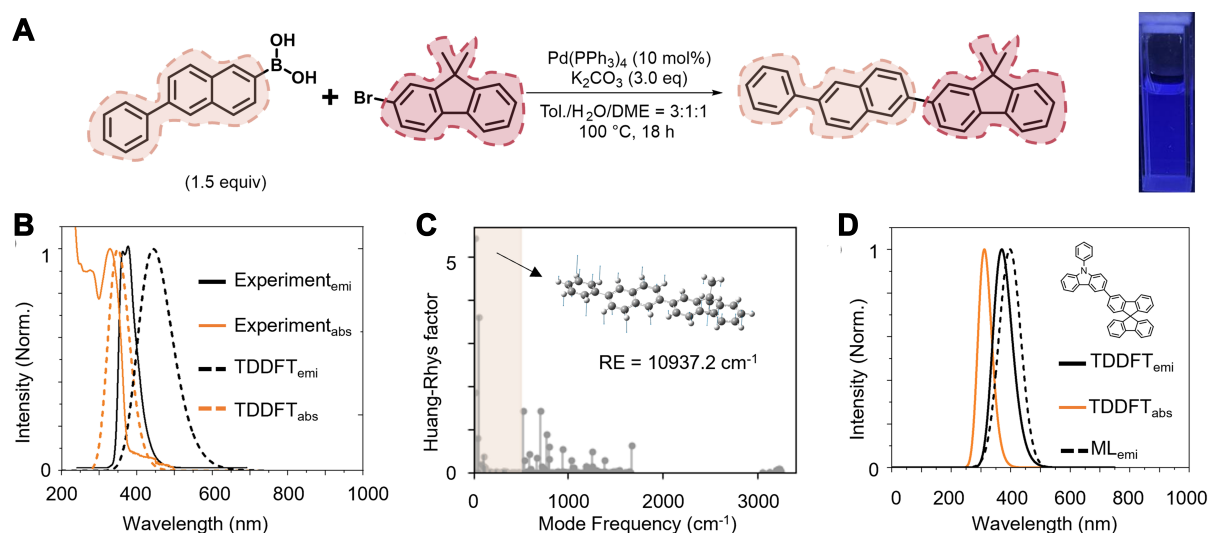 A
OH
B
OH
(1.5 equiv)
+
Br
Pd(PPh₃)₄ (10 mol%)
K₂CO₃ (3.0 eq)
Tol./H₂O/DME = 3:1:1
100 °C, 18 h
B
Intensity (Norm.)
1
0
Experimentₑₘᵢ
Experimentₐbₛ
TDDFTₑₘᵢ
TDDFTₐbₛ
200
400
600
800
1000
Wavelength (nm)
C
Huang-Rhys factor
5
0
RE = 10937.2 cm⁻¹
0
1000
2000
3000
Mode Frequency (cm⁻¹)
D
Intensity (Norm.)
1
0
N
TDDFTₑₘᵢ
TDDFTₐbₛ
MLₑₘᵢ
0
200
400
600
800
1000
Wavelength (nm)